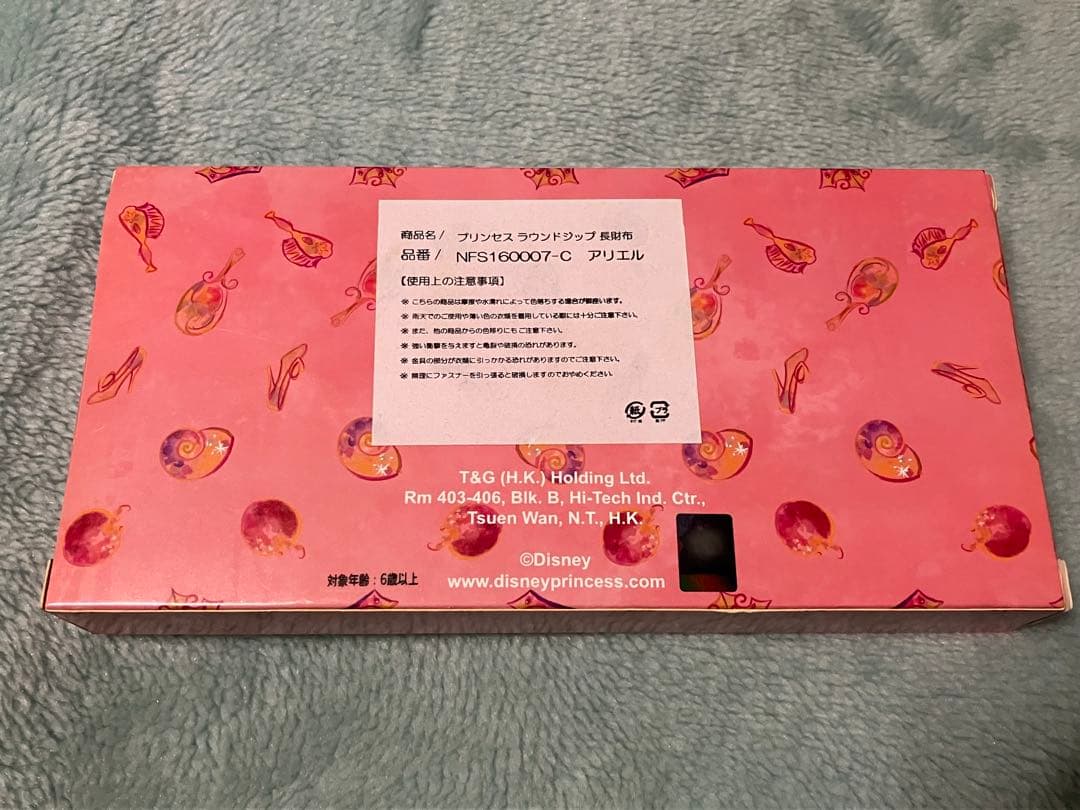 商品名/ プリンセス ラウンドジップ 長財布
品番/ NFS160007-C アリエル
【使用上の注意事項】
※ こちらの商品は摩擦や水濡れによって色落ちする場合が御座います。
※ 雨天でのご使用や薄い色の衣類を着用している際には十分ご注意下さい。
※ また、他の商品からの色移りにもご注意下さい。
※ 強い衝撃を与えますと亀裂や破損の恐れがあります。
※ 金具の部分が衣類に引っかかる恐れがありますのでご注意下さい。
※ 無理にファスナーを引っ張ると破損しますのでおやめください。
紙 プラ
T&G (H.K.) Holding Ltd.
Rm 403-406, Blk. B, Hi-Tech Ind. Ctr.,
Tsuen Wan, N.T., H.K.
©Disney
対象年齢：6歳以上
www.disneyprincess.com